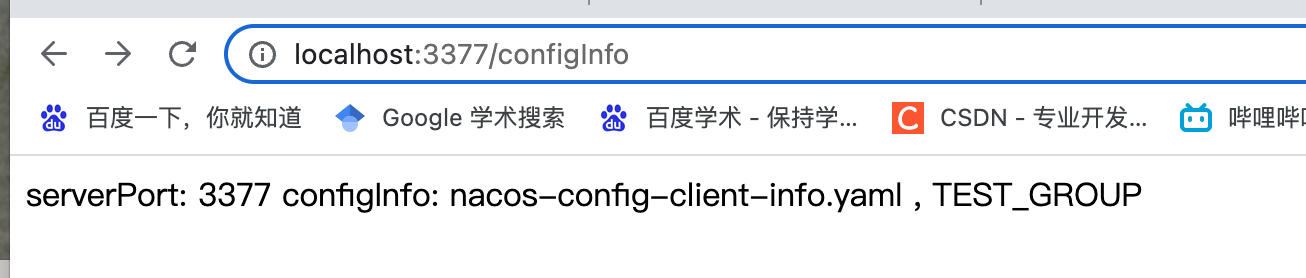 localhost:3377/configInfo
百度一下，你就知道 Google 学术搜索 百度学术 - 保持学... CSDN - 专业开发... 哔哩哔
serverPort: 3377 configInfo: nacos-config-client-info.yaml , TEST_GROUP